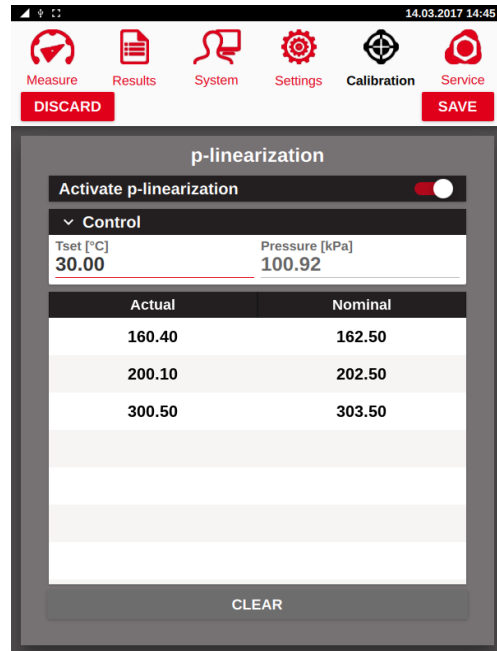 14.03.2017 14:45
Measure Results System Settings Calibration Service
DISCARD SAVE
p-linearization
Activate p-linearization
Control
Tset [°C] Pressure [kPa]
30.00 100.92
Actual Nominal
160.40 162.50
200.10 202.50
300.50 303.50
CLEAR